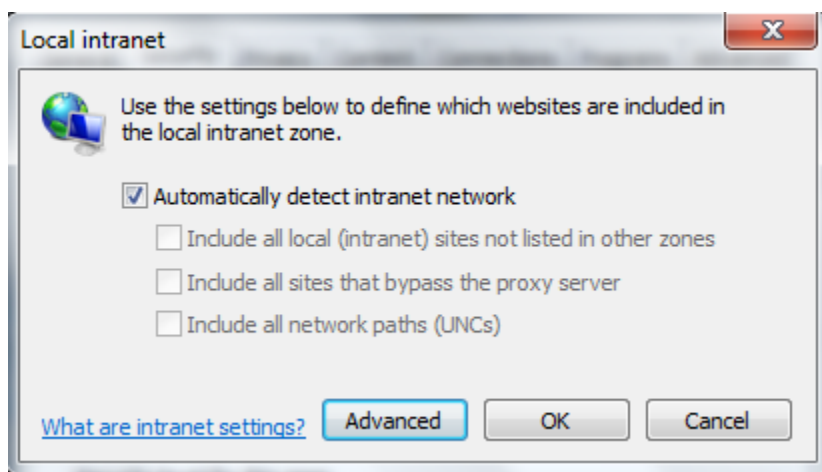 Local intranet
Use the settings below to define which websites are included in
the local intranet zone.
Automatically detect intranet network
Include all local (intranet) sites not listed in other zones
Include all sites that bypass the proxy server
Include all network paths (UNCs)
What are intranet settings? Advanced OK Cancel